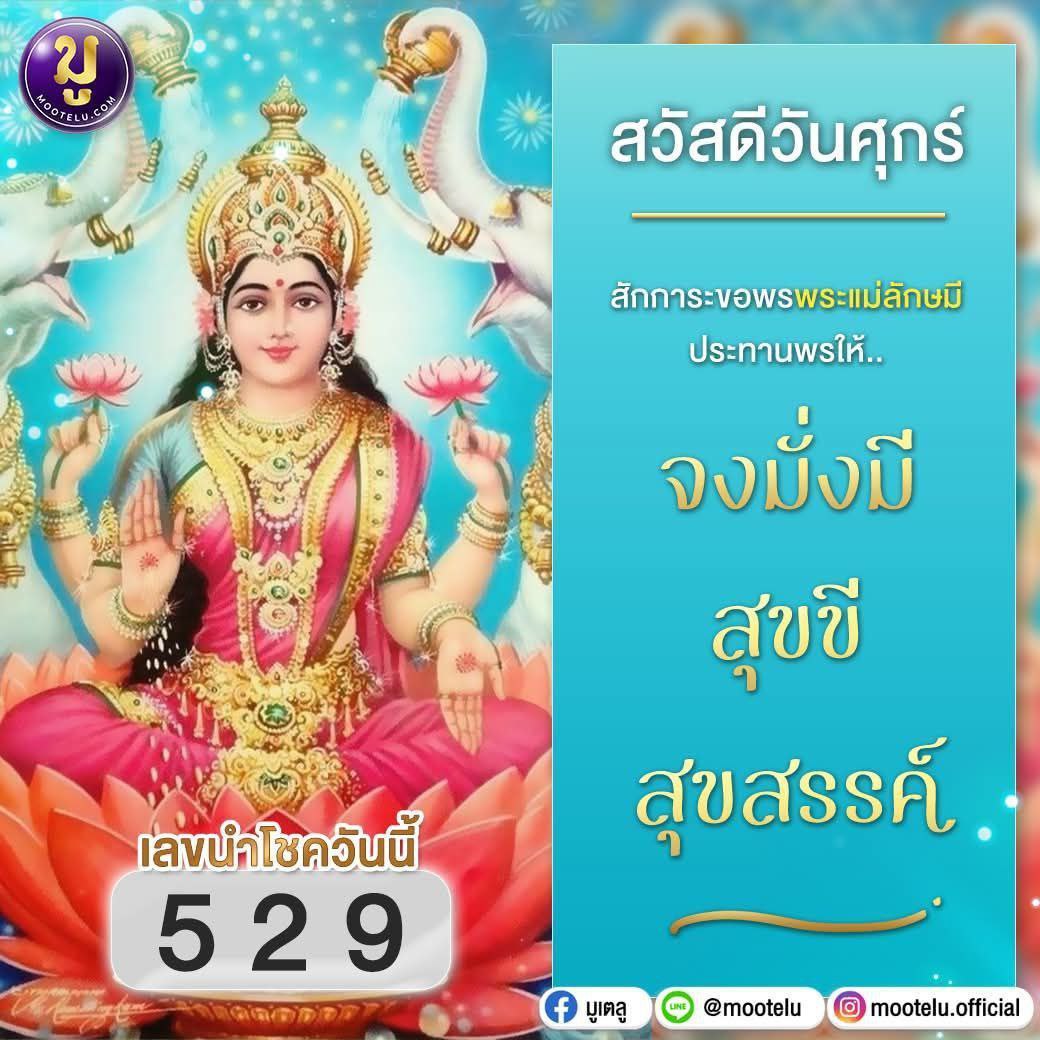 มู
MOOTELU.COM
สวัสดีวันศุกร์
สักการะขอพรพระแม่ลักษมี
ประทานพรให้..
จงมั่งมี
สุขขี
สุขสรรค์
เลขนำโชควันนี้
529
มูเตลู
LINE
@mootelu
mootelu.official